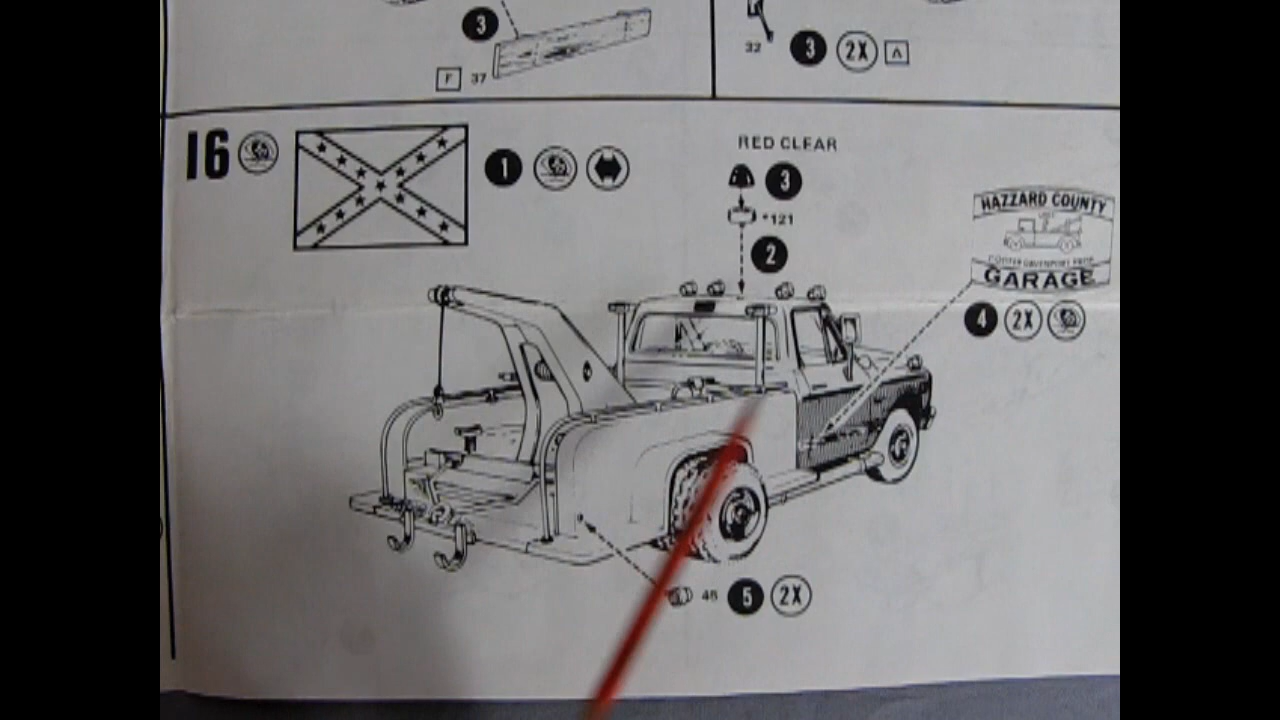 3
F 37
32 3 2X A
16
1
RED CLEAR
3
*121
2
HAZZARD COUNTY
GARAGE
4 2X
45 5 2X